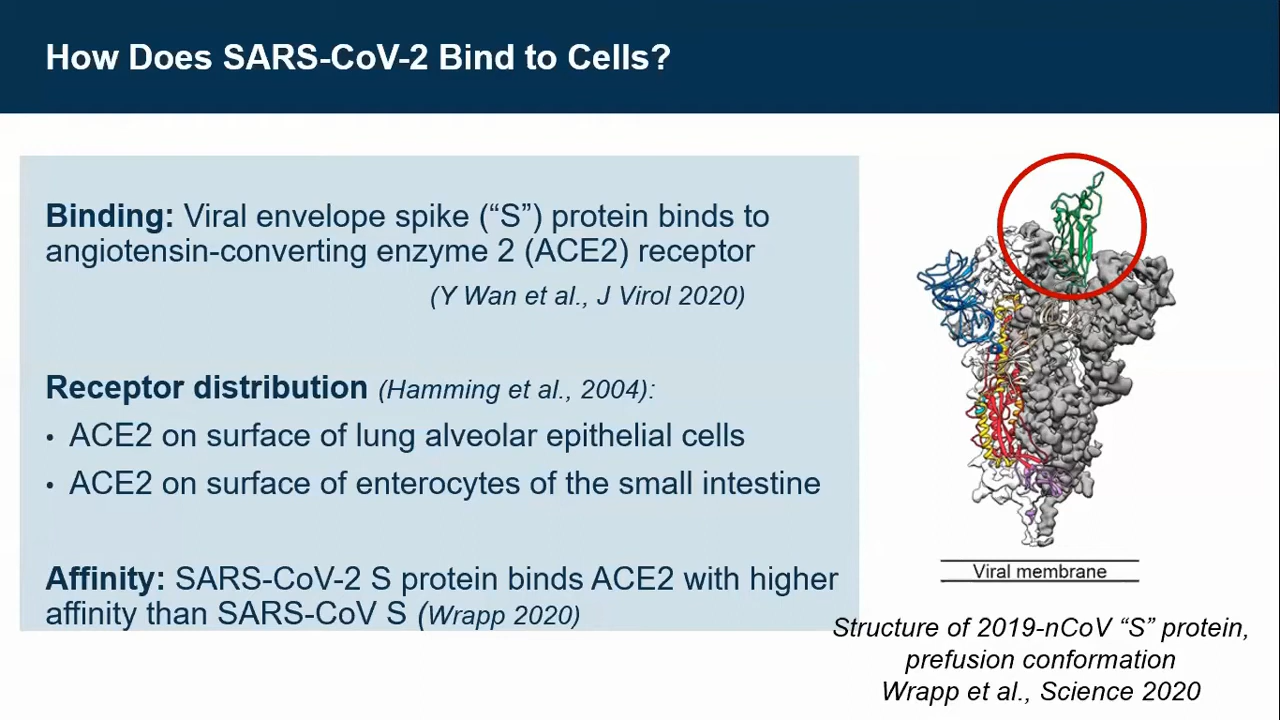 How Does SARS-CoV-2 Bind to Cells?
Binding: Viral envelope spike (“S”) protein binds to
angiotensin-converting enzyme 2 (ACE2) receptor
(Y Wan et al., J Virol 2020)
Receptor distribution (Hamming et al., 2004):
• ACE2 on surface of lung alveolar epithelial cells
• ACE2 on surface of enterocytes of the small intestine
Affinity: SARS-CoV-2 S protein binds ACE2 with higher
affinity than SARS-CoV S (Wrapp 2020)
Viral membrane
Structure of 2019-nCoV “S” protein,
prefusion conformation
Wrapp et al., Science 2020